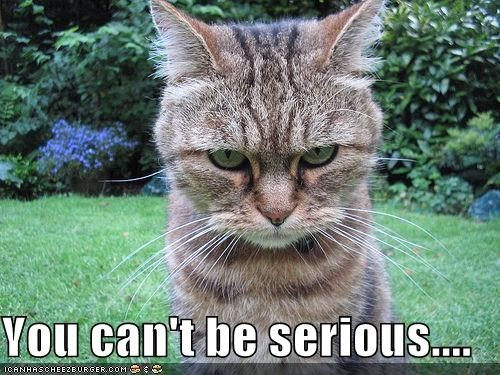 You can't be serious....
ICANHASCHEEZBURGER.COM